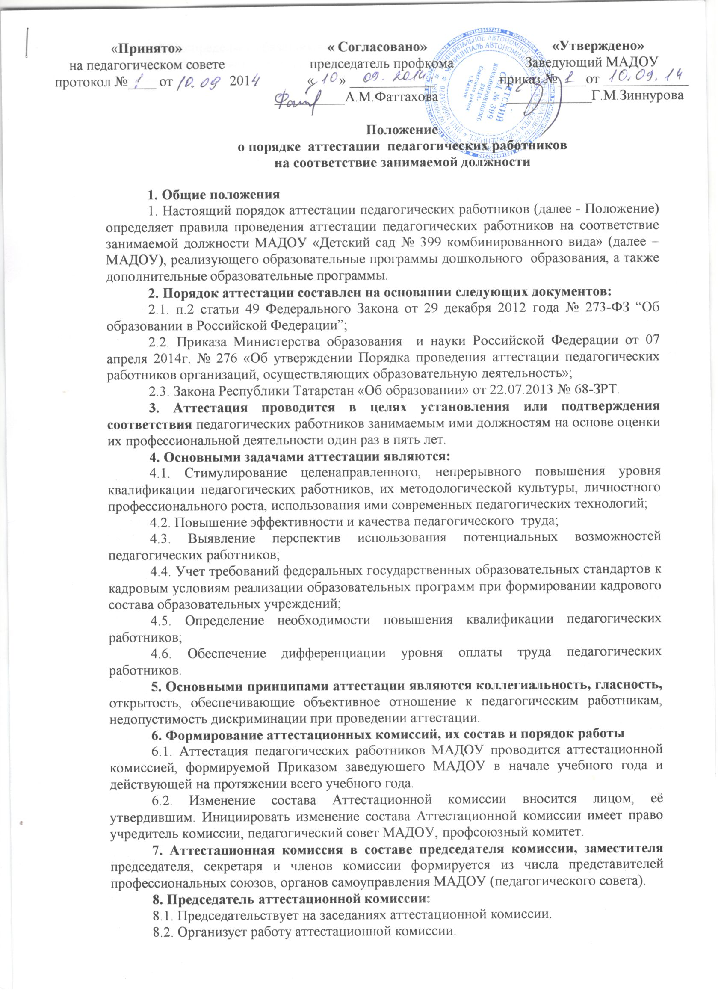 «Принято»
на педагогическом совете
протокол № 1 от 10.09 2014
« Согласовано»
председатель профкома
« 10 » 09. 2014
А.М.Фаттахова
«Утверждено»
Заведующий МАДОУ
приказ № 1 от 10.09.14
Г.М.Зиннурова
ДЕТСКИЙ
САД № 399
КОМБИНИРОВАННОГО
ВИДА
Советского района
г.Казани
Положение
о порядке аттестации педагогических работников
на соответствие занимаемой должности
1. Общие положения
1. Настоящий порядок аттестации педагогических работников (далее - Положение)
определяет правила проведения аттестации педагогических работников на соответствие
занимаемой должности МАДОУ «Детский сад № 399 комбинированного вида» (далее –
МАДОУ), реализующего образовательные программы дошкольного образования, а также
дополнительные образовательные программы.
2. Порядок аттестации составлен на основании следующих документов:
2.1. п.2 статьи 49 Федерального Закона от 29 декабря 2012 года № 273-ФЗ “Об
образовании в Российской Федерации”;
2.2. Приказа Министерства образования и науки Российской Федерации от 07
апреля 2014г. № 276 «Об утверждении Порядка проведения аттестации педагогических
работников организаций, осуществляющих образовательную деятельность»;
2.3. Закона Республики Татарстан «Об образовании» от 22.07.2013 № 68-ЗРТ.
3. Аттестация проводится в целях установления или подтверждения
соответствия педагогических работников занимаемым ими должностям на основе оценки
их профессиональной деятельности один раз в пять лет.
4. Основными задачами аттестации являются:
4.1. Стимулирование целенаправленного, непрерывного повышения уровня
квалификации педагогических работников, их методологической культуры, личностного
профессионального роста, использования ими современных педагогических технологий;
4.2. Повышение эффективности и качества педагогического труда;
4.3. Выявление перспектив использования потенциальных возможностей
педагогических работников;
4.4. Учет требований федеральных государственных образовательных стандартов к
кадровым условиям реализации образовательных программ при формировании кадрового
состава образовательных учреждений;
4.5. Определение необходимости повышения квалификации педагогических
работников;
4.6. Обеспечение дифференциации уровня оплаты труда педагогических
работников.
5. Основными принципами аттестации являются коллегиальность, гласность,
открытость, обеспечивающие объективное отношение к педагогическим работникам,
недопустимость дискриминации при проведении аттестации.
6. Формирование аттестационных комиссий, их состав и порядок работы
6.1. Аттестация педагогических работников МАДОУ проводится аттестационной
комиссией, формируемой Приказом заведующего МАДОУ в начале учебного года и
действующей на протяжении всего учебного года.
6.2. Изменение состава Аттестационной комиссии вносится лицом, её
утвердившим. Инициировать изменение состава Аттестационной комиссии имеет право
учредитель комиссии, педагогический совет МАДОУ, профсоюзный комитет.
7. Аттестационная комиссия в составе председателя комиссии, заместителя
председателя, секретаря и членов комиссии формируется из числа представителей
профессиональных союзов, органов самоуправления МАДОУ (педагогического совета).
8. Председатель аттестационной комиссии:
8.1. Председательствует на заседаниях аттестационной комиссии.
8.2. Организует работу аттестационной комиссии.